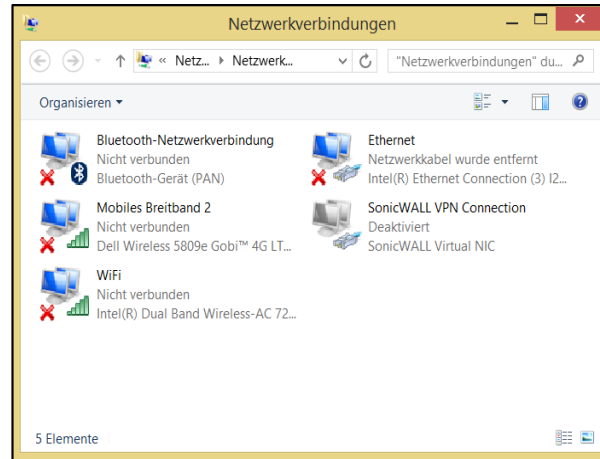 Netzwerkverbindungen
« Netz... Netzwerk... "Netzwerkverbindungen" du...
Organisieren
Bluetooth-Netzwerkverbindung
Nicht verbunden
Bluetooth-Gerät (PAN)
Ethernet
Netzwerkkabel wurde entfernt
Intel(R) Ethernet Connection (3) I2...
Mobiles Breitband 2
Nicht verbunden
Dell Wireless 5809e Gobi™ 4G LT...
SonicWALL VPN Connection
Deaktiviert
SonicWALL Virtual NIC
WiFi
Nicht verbunden
Intel(R) Dual Band Wireless-AC 72...
5 Elemente